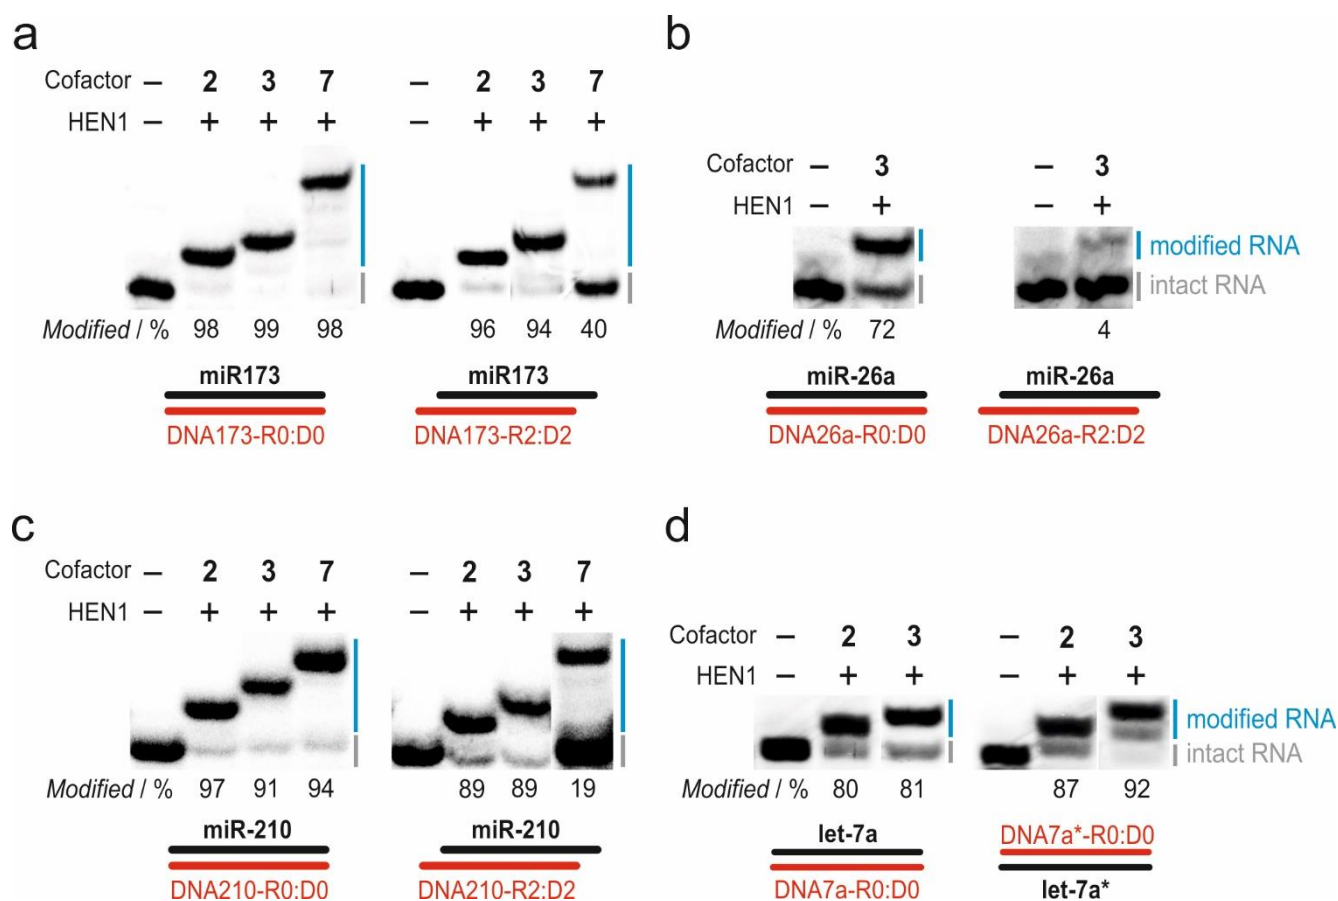 a
Cofactor – 2 3 7 – 2 3 7
HEN1 – + + + – + + +
Modified / % 98 99 98 96 94 40
miR173 miR173
DNA173-R0:D0 DNA173-R2:D2
b
Cofactor – 3 – 3
HEN1 – + – +
modified RNA
intact RNA
Modified / % 72 4
miR-26a miR-26a
DNA26a-R0:D0 DNA26a-R2:D2
c
Cofactor – 2 3 7 – 2 3 7
HEN1 – + + + – + + +
Modified / % 97 91 94 89 89 19
miR-210 miR-210
DNA210-R0:D0 DNA210-R2:D2
d
Cofactor – 2 3 – 2 3
HEN1 – + + – + +
modified RNA
intact RNA
Modified / % 80 81 87 92
let-7a DNA7a*-R0:D0
DNA7a-R0:D0 let-7a*